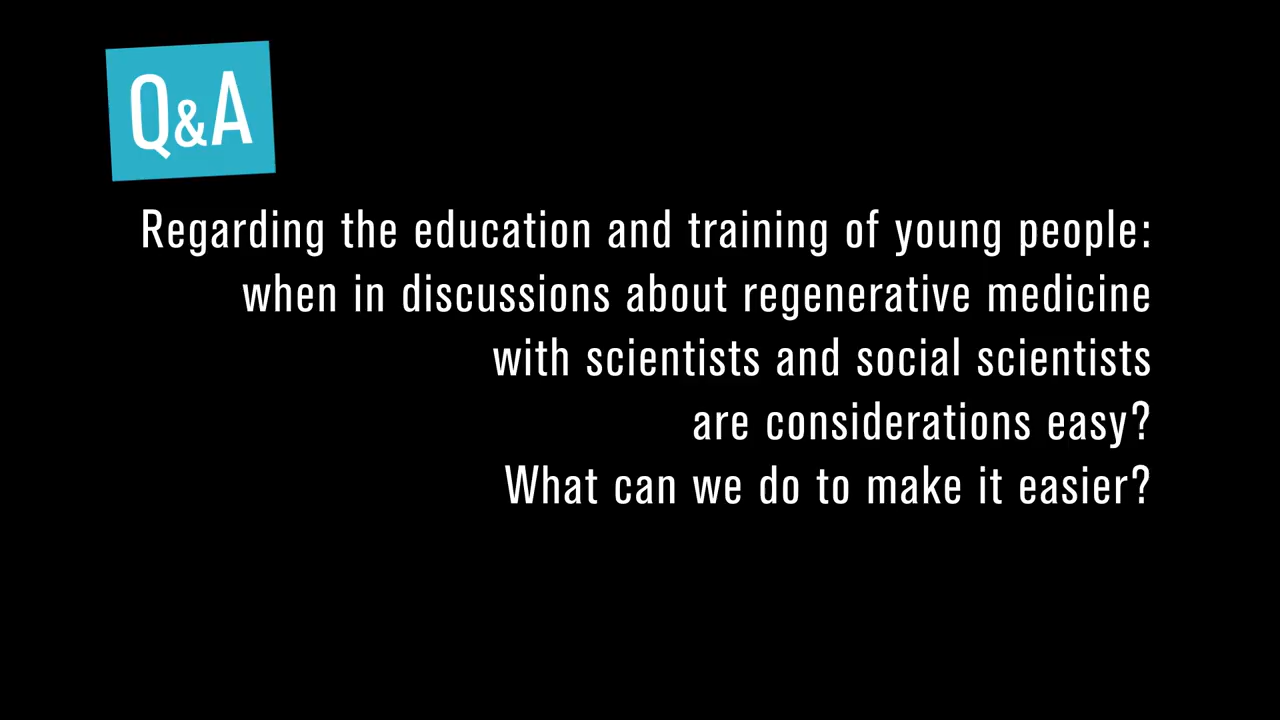 Q&A
Regarding the education and training of young people:
when in discussions about regenerative medicine
with scientists and social scientists
are considerations easy?
What can we do to make it easier?